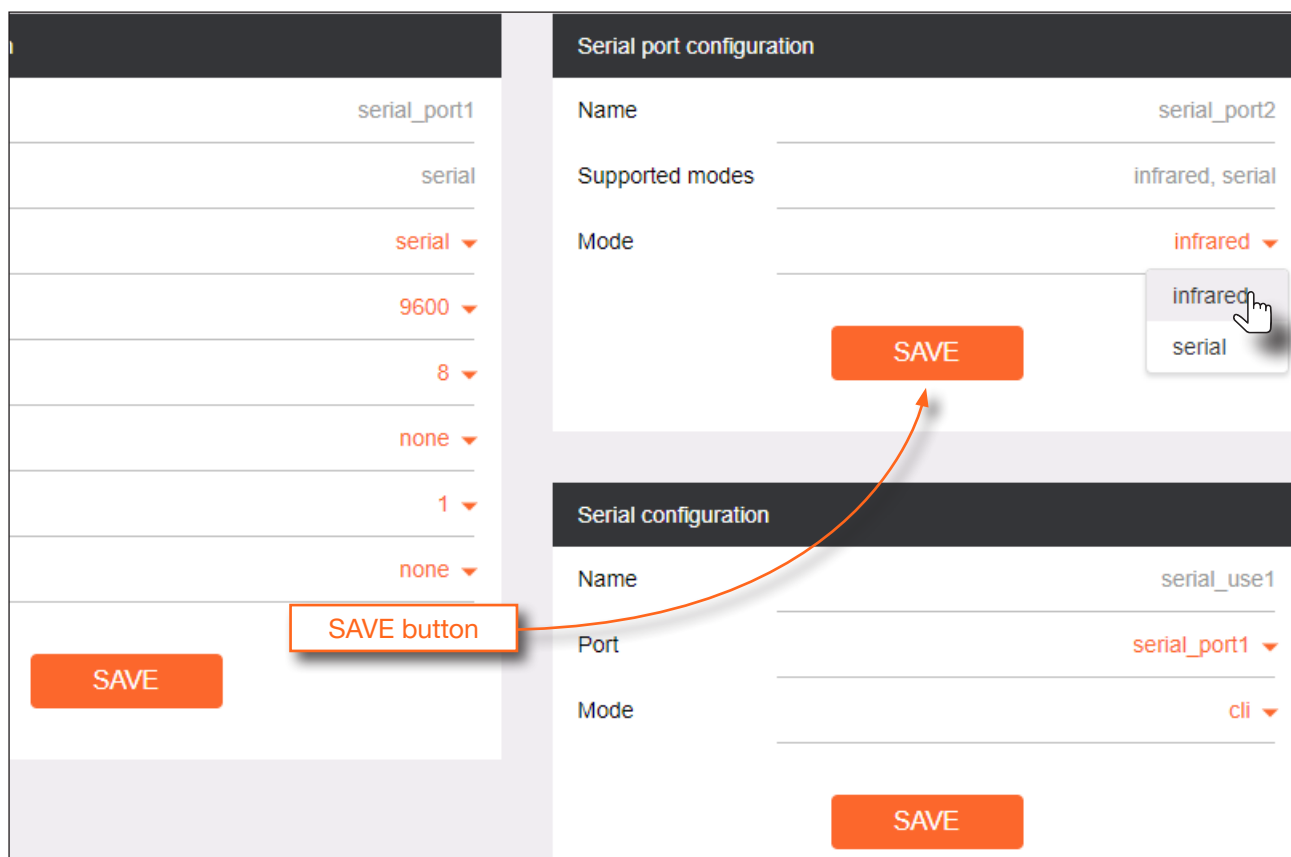 serial_port1
serial
serial
9600
8
none
1
none
SAVE
SAVE button
Serial port configuration
Name serial_port2
Supported modes infrared, serial
Mode infrared
infrared
serial
SAVE
Serial configuration
Name serial_use1
Port serial_port1
Mode cli
SAVE